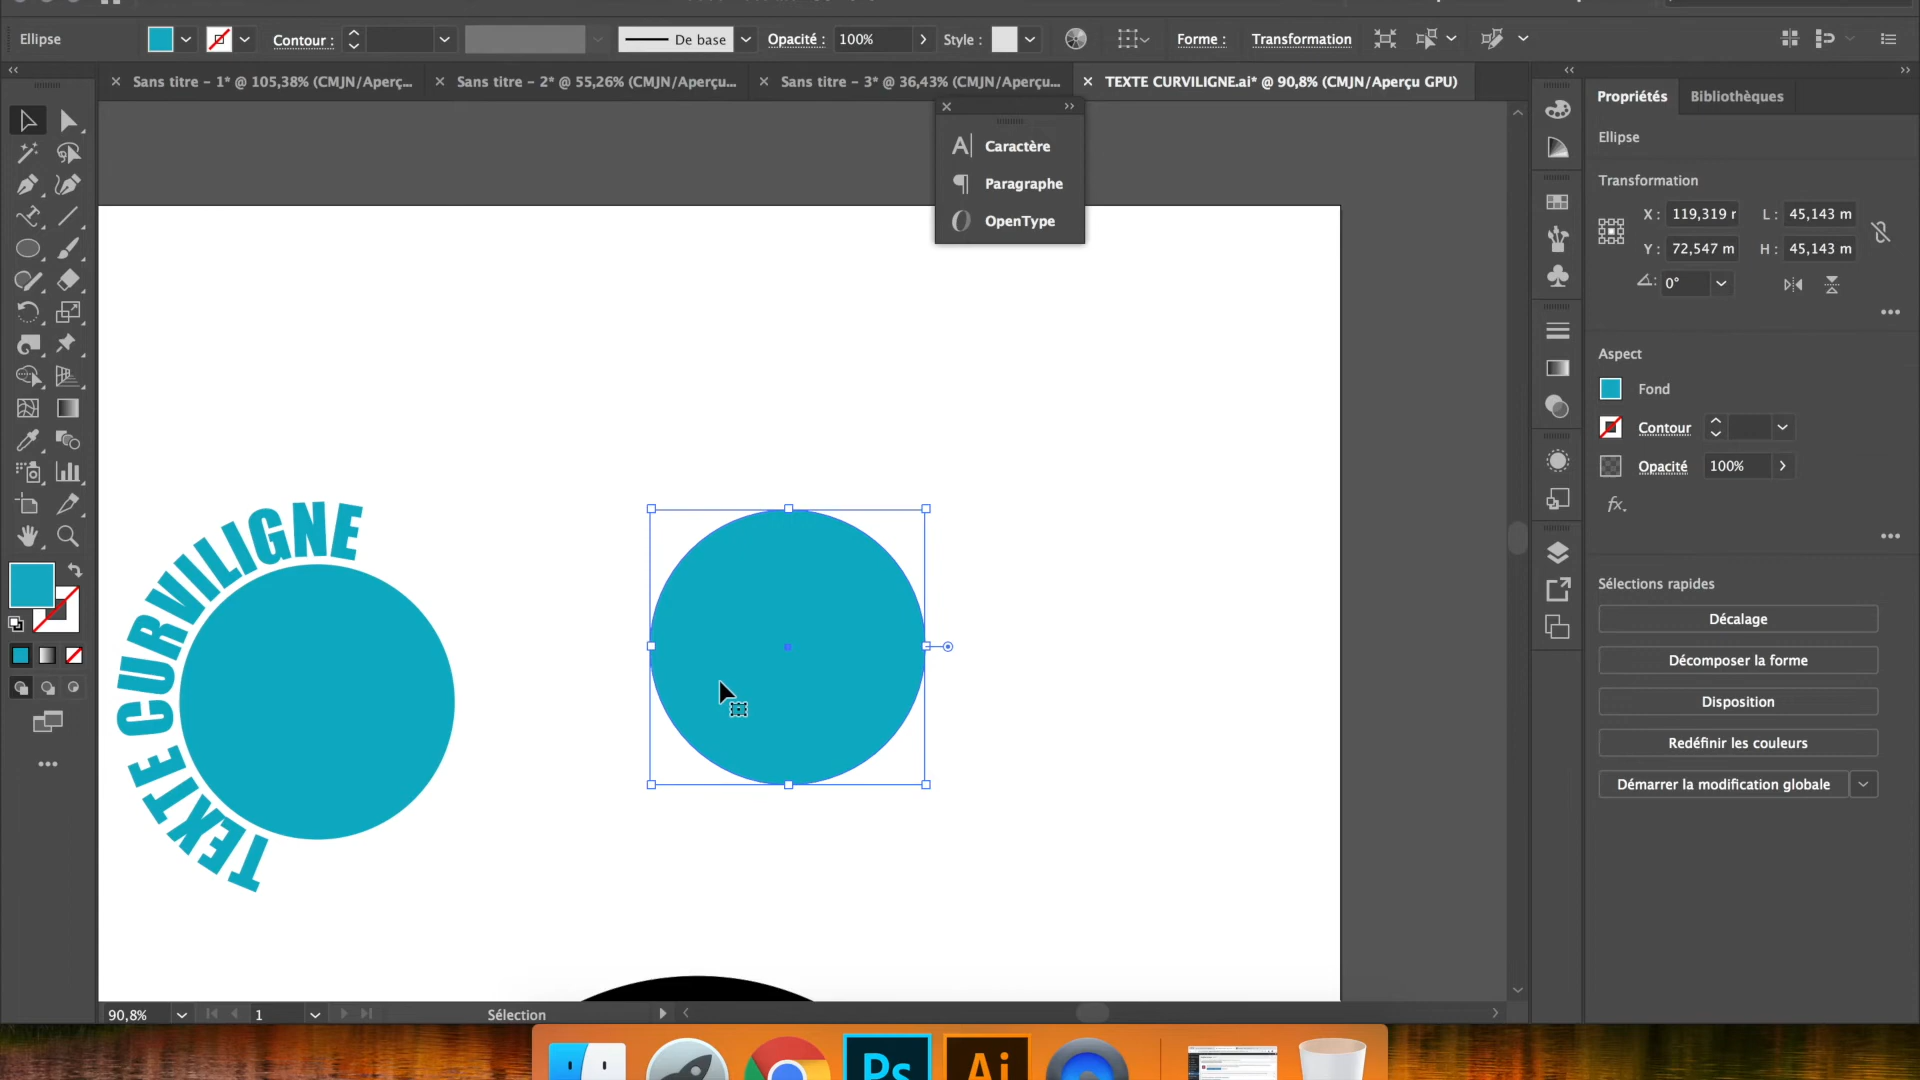 Ellipse
Contour :
De base
Opacité :
100%
Style :
Forme :
Transformation
Sans titre – 1* @ 105,38% (CMJN/Aperç...
Sans titre – 2* @ 55,26% (CMJN/Aperçu...
Sans titre – 3* @ 36,43% (CMJN/Aperçu...
TEXTE CURVILIGNE.ai* @ 90,8% (CMJN/Aperçu GPU)
Caractère
Paragraphe
OpenType
TEXTE CURVILIGNE
Propriétés
Bibliothèques
Ellipse
Transformation
X : 119,319 r
L : 45,143 m
Y : 72,547 m
H : 45,143 m
0°
Aspect
Fond
Contour
Opacité
100%
fx
Sélections rapides
Décalage
Décomposer la forme
Disposition
Redéfinir les couleurs
Démarrer la modification globale
90,8%
1
Sélection
Ps
Ai